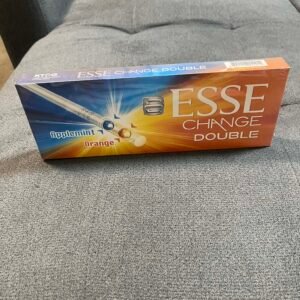 ESSE CHANGE DOUBLE
ESSE
CHANGE
DOUBLE
Applemint
Orange